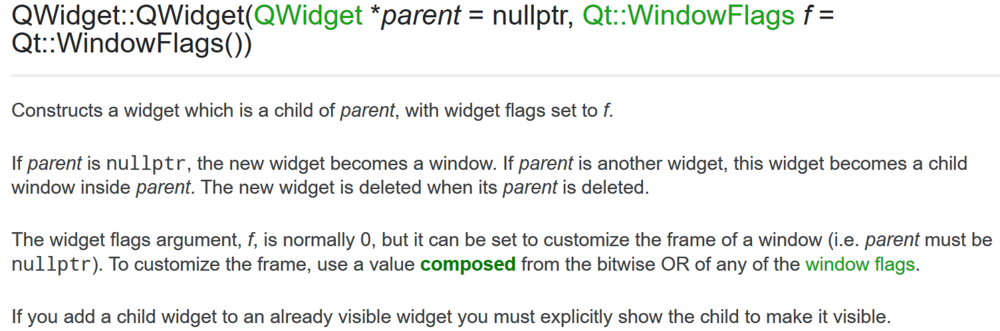 QWidget::QWidget(QWidget *parent = nullptr, Qt::WindowFlags f =
Qt::WindowFlags())
Constructs a widget which is a child of parent, with widget flags set to f.
If parent is nullptr, the new widget becomes a window. If parent is another widget, this widget becomes a child
window inside parent. The new widget is deleted when its parent is deleted.
The widget flags argument, f, is normally 0, but it can be set to customize the frame of a window (i.e. parent must be
nullptr). To customize the frame, use a value composed from the bitwise OR of any of the window flags.
If you add a child widget to an already visible widget you must explicitly show the child to make it visible.